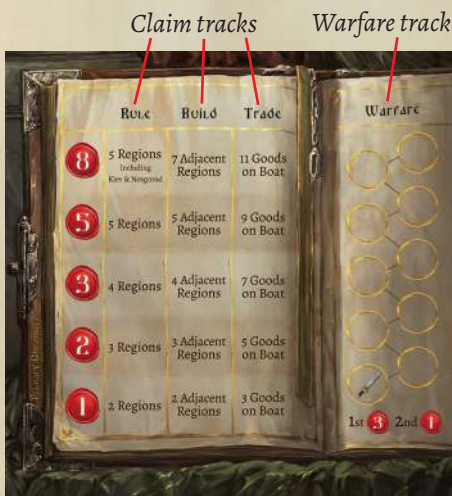 Claim tracks Warfare track
Rule Build Trade
8 5 Regions Including Kiev & Novgorod 7 Adjacent Regions 11 Goods on Boat
5 5 Regions 5 Adjacent Regions 9 Goods on Boat
3 4 Regions 4 Adjacent Regions 7 Goods on Boat
2 3 Regions 3 Adjacent Regions 5 Goods on Boat
1 2 Regions 2 Adjacent Regions 3 Goods on Boat
Warfare
1st 3 2nd 1